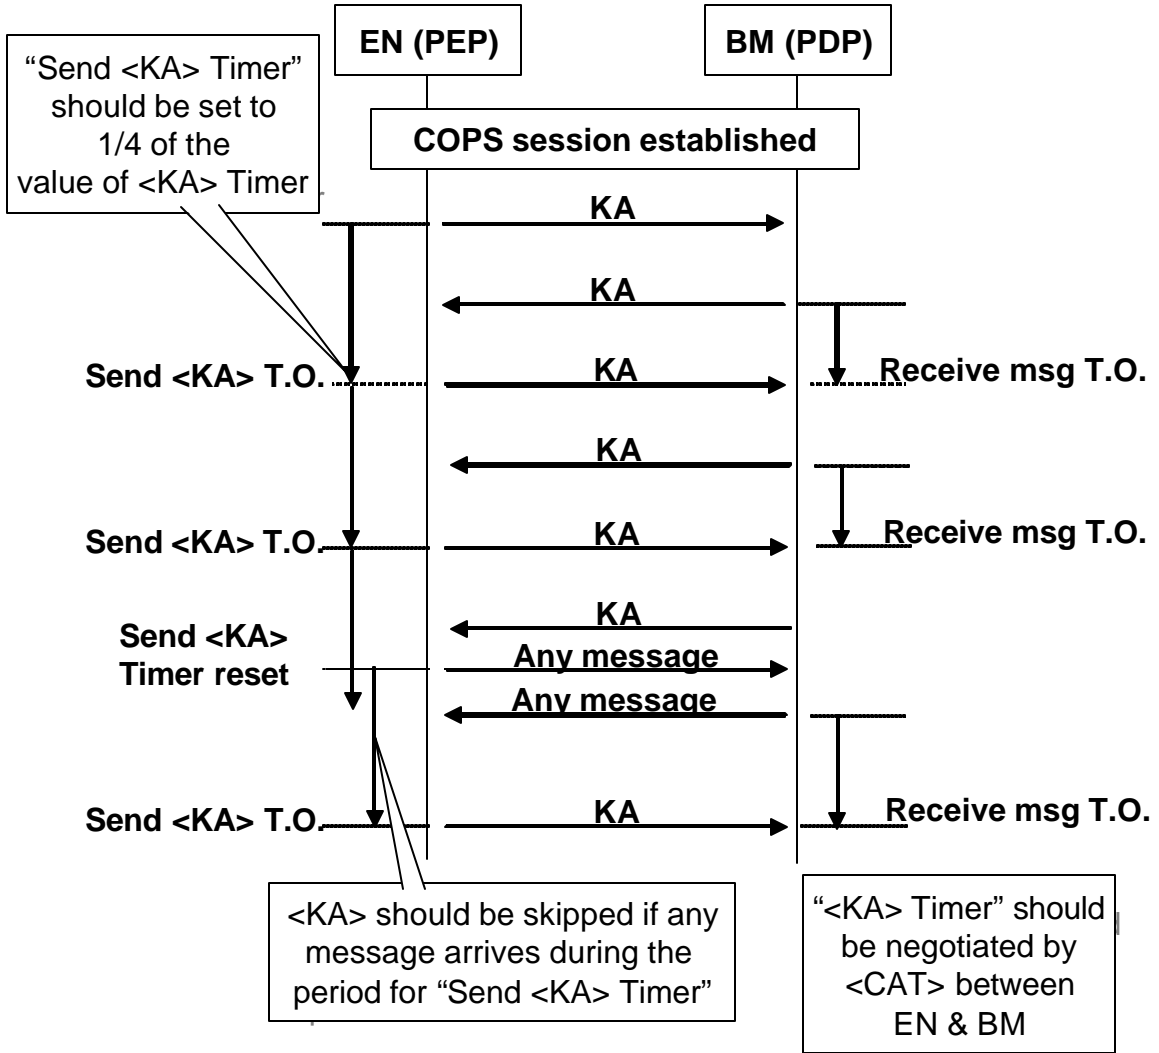 EN (PEP)
BM (PDP)
“Send <KA> Timer”
should be set to
1/4 of the
value of <KA> Timer
COPS session established
KA
KA
Send <KA> T.O.
KA
Receive msg T.O.
KA
Send <KA> T.O.
KA
Receive msg T.O.
KA
Send <KA>
Timer reset
Any message
Any message
Send <KA> T.O.
KA
Receive msg T.O.
<KA> should be skipped if any
message arrives during the
period for “Send <KA> Timer”
“<KA> Timer” should
be negotiated by
<CAT> between
EN & BM